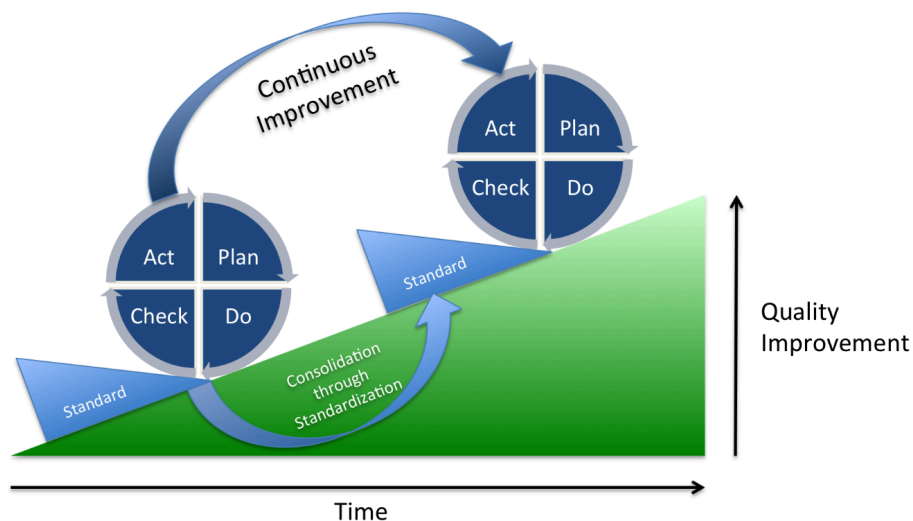 Continuous
Improvement
Act
Plan
Check
Do
Act
Plan
Check
Do
Standard
Standard
Consolidation
through
Standardization
Quality
Improvement
Time